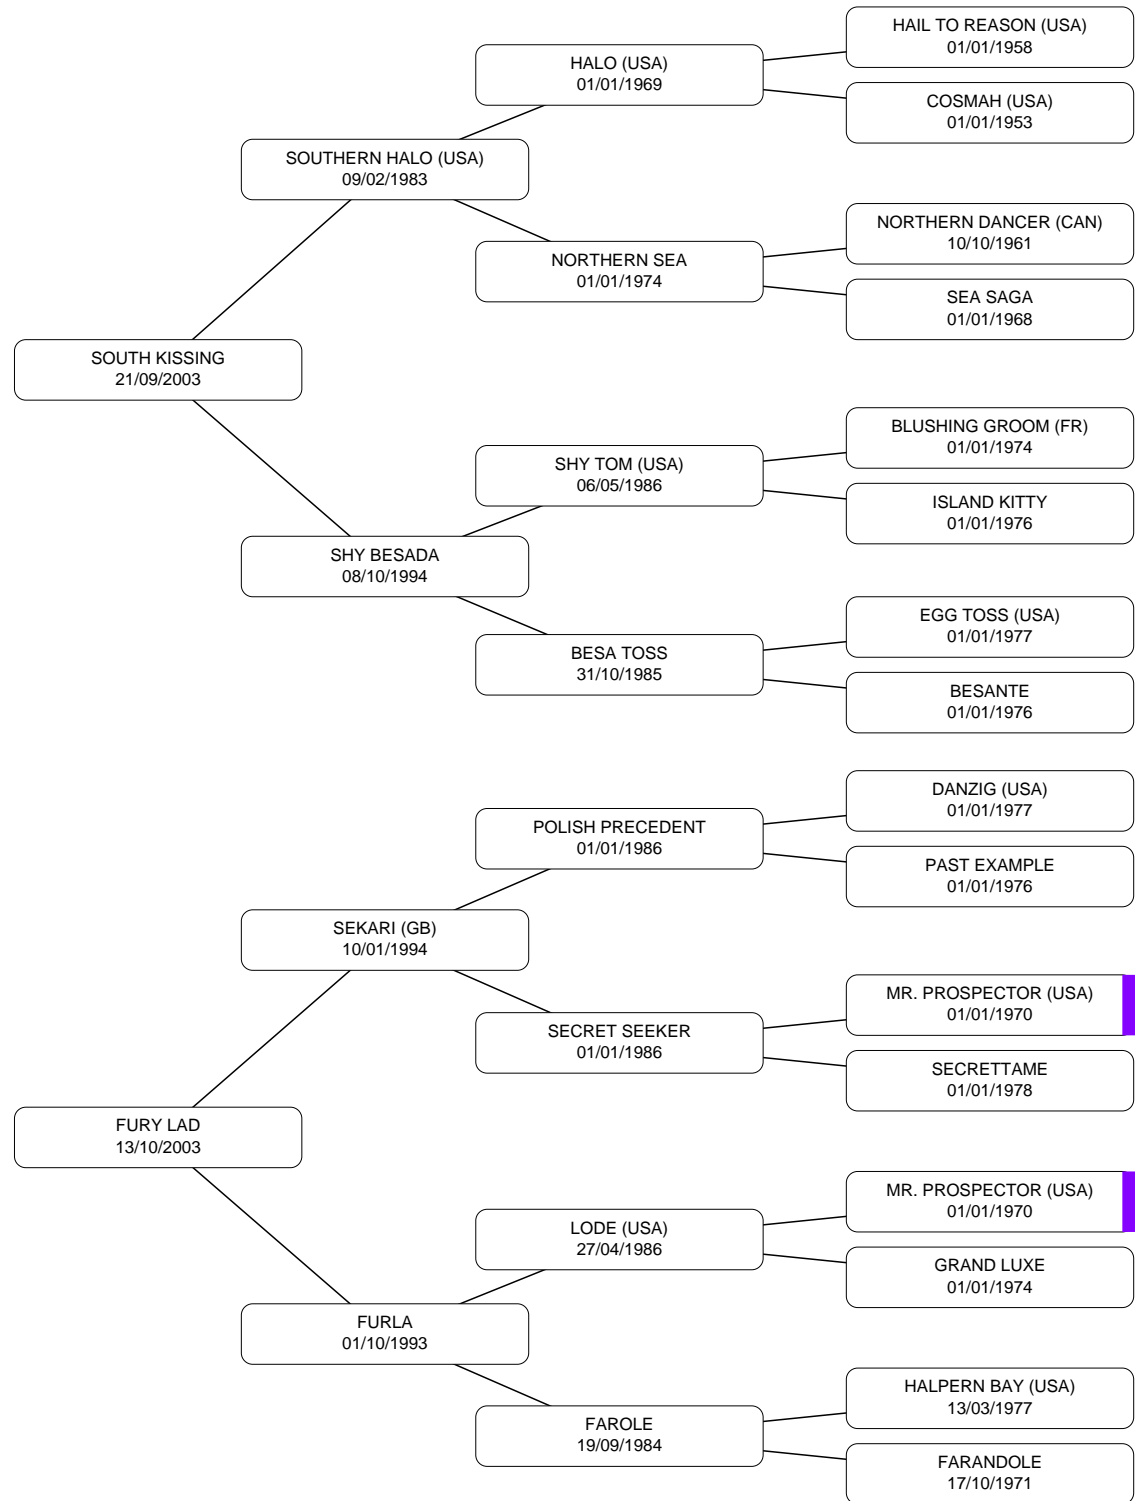 HAIL TO REASON (USA)
01/01/1958
HALO (USA)
01/01/1969
COSMAH (USA)
01/01/1953
SOUTHERN HALO (USA)
09/02/1983
NORTHERN DANCER (CAN)
10/10/1961
NORTHERN SEA
01/01/1974
SEA SAGA
01/01/1968
SOUTH KISSING
21/09/2003
BLUSHING GROOM (FR)
01/01/1974
SHY TOM (USA)
06/05/1986
ISLAND KITTY
01/01/1976
SHY BESADA
08/10/1994
EGG TOSS (USA)
01/01/1977
BESA TOSS
31/10/1985
BESANTE
01/01/1976
DANZIG (USA)
01/01/1977
POLISH PRECEDENT
01/01/1986
PAST EXAMPLE
01/01/1976
SEKARI (GB)
10/01/1994
MR. PROSPECTOR (USA)
01/01/1970
SECRET SEEKER
01/01/1986
SECRETTAME
01/01/1978
FURY LAD
13/10/2003
MR. PROSPECTOR (USA)
01/01/1970
LODE (USA)
27/04/1986
GRAND LUXE
01/01/1974
FURLA
01/10/1993
HALPERN BAY (USA)
13/03/1977
FAROLE
19/09/1984
FARANDOLE
17/10/1971